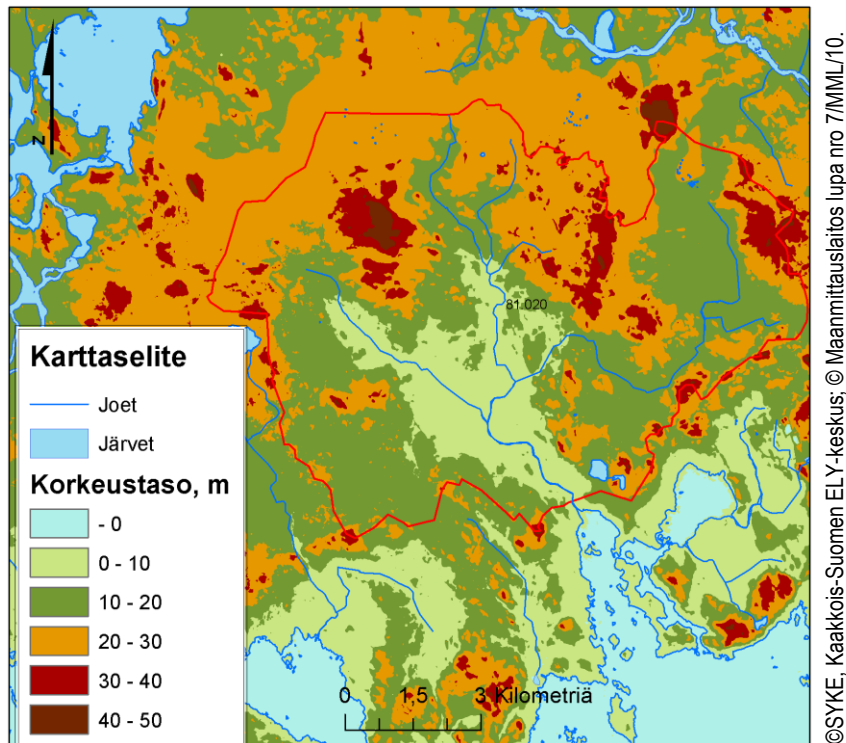 N
81.020
Karttaselite
Joet
Järvet
Korkeustaso, m
- 0
0 - 10
10 - 20
20 - 30
30 - 40
40 - 50
0 1,5 3 Kilometriä
©SYKE, Kaakkois-Suomen ELY-keskus; © Maanmittauslaitos lupa nro 7/MML/10.